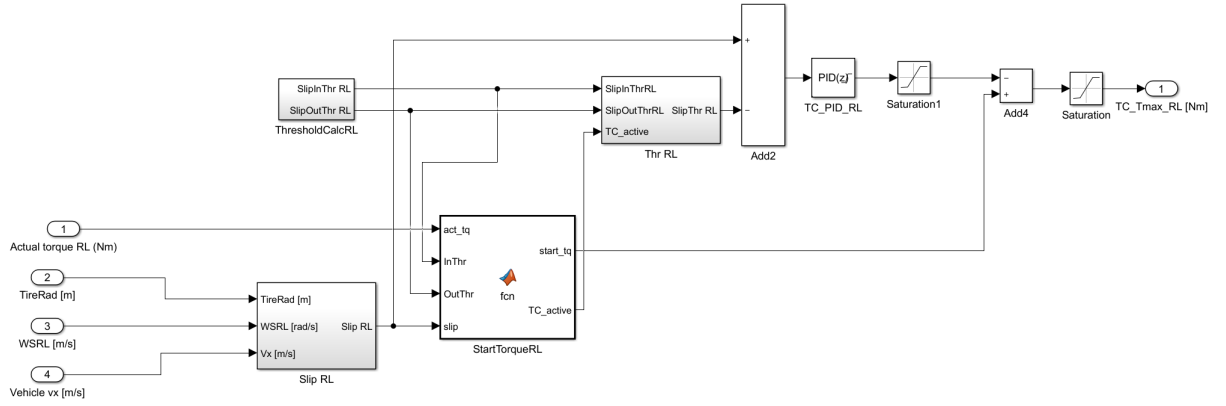 +
−
Add2
PID(z)
TC_PID_RL
Saturation1
−
+
Add4
Saturation
1
TC_Tmax_RL [Nm]
SlipInThr RL
SlipOutThr RL
ThresholdCalcRL
SlipInThrRL
SlipOutThrRL
TC_active
SlipThr RL
Thr RL
1
Actual torque RL (Nm)
2
TireRad [m]
3
WSRL [m/s]
4
Vehicle vx [m/s]
TireRad [m]
WSRL [rad/s]
Vx [m/s]
Slip RL
Slip RL
act_tq
InThr
OutThr
slip
fcn
start_tq
TC_active
StartTorqueRL